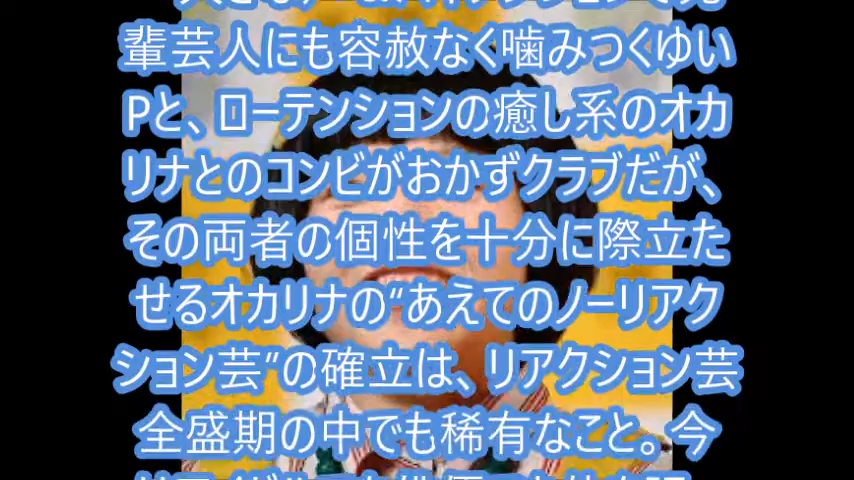 輩芸人にも容赦なく噛みつくゆい
Pと、ローテンションの癒し系のオカ
リナとのコンビがおかずクラブだが、
その両者の個性を十分に際立た
せるオカリナの“あえてのノーリアク
ション芸”の確立は、リアクション芸
全盛期の中でも稀有なこと。今